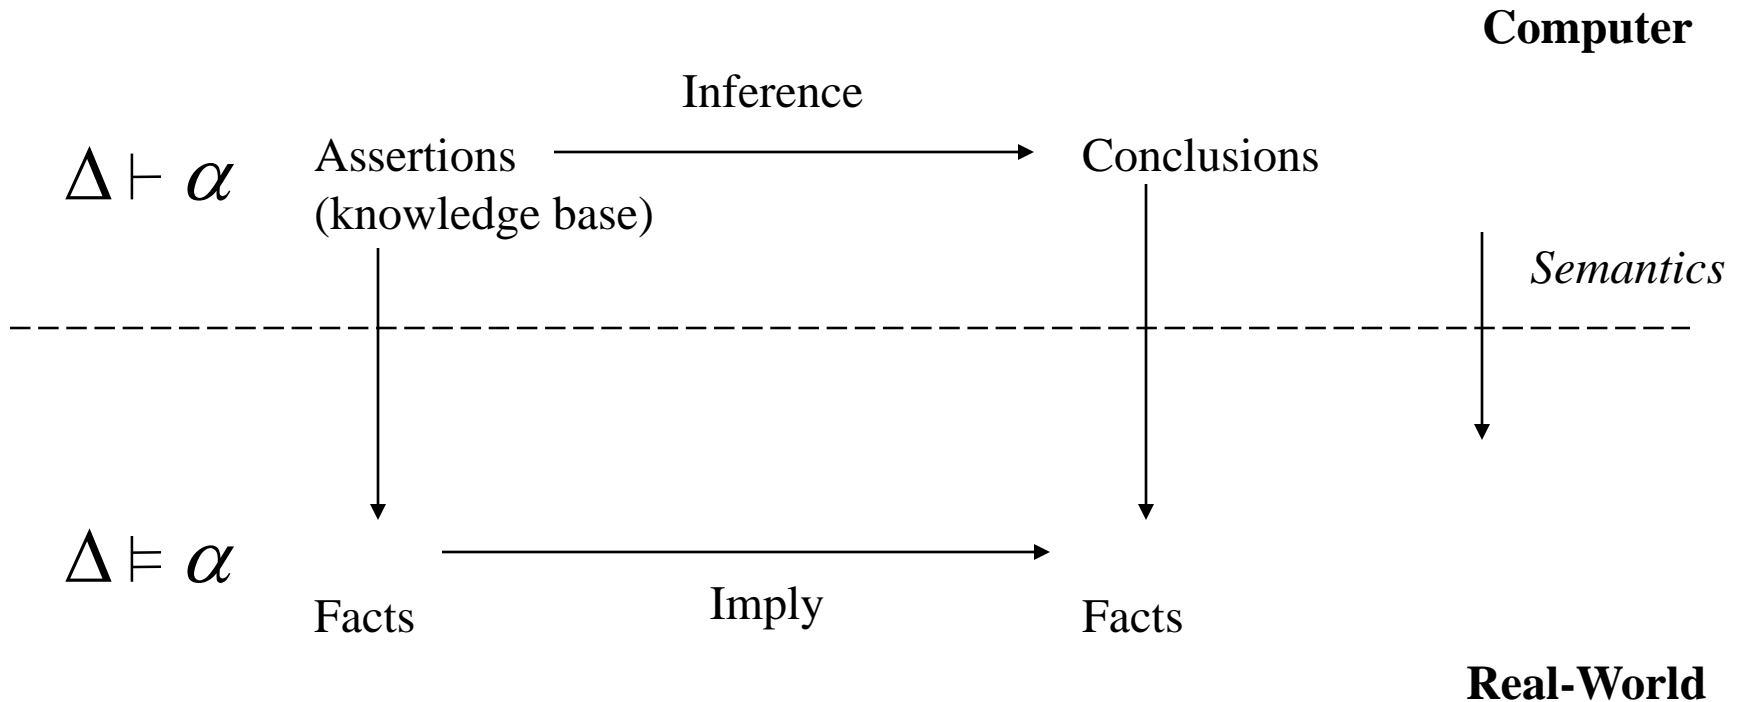 Computer
Inference
Δ ⊢ α
Assertions
(knowledge base)
Conclusions
Semantics
Δ ⊨ α
Facts
Imply
Facts
Real-World